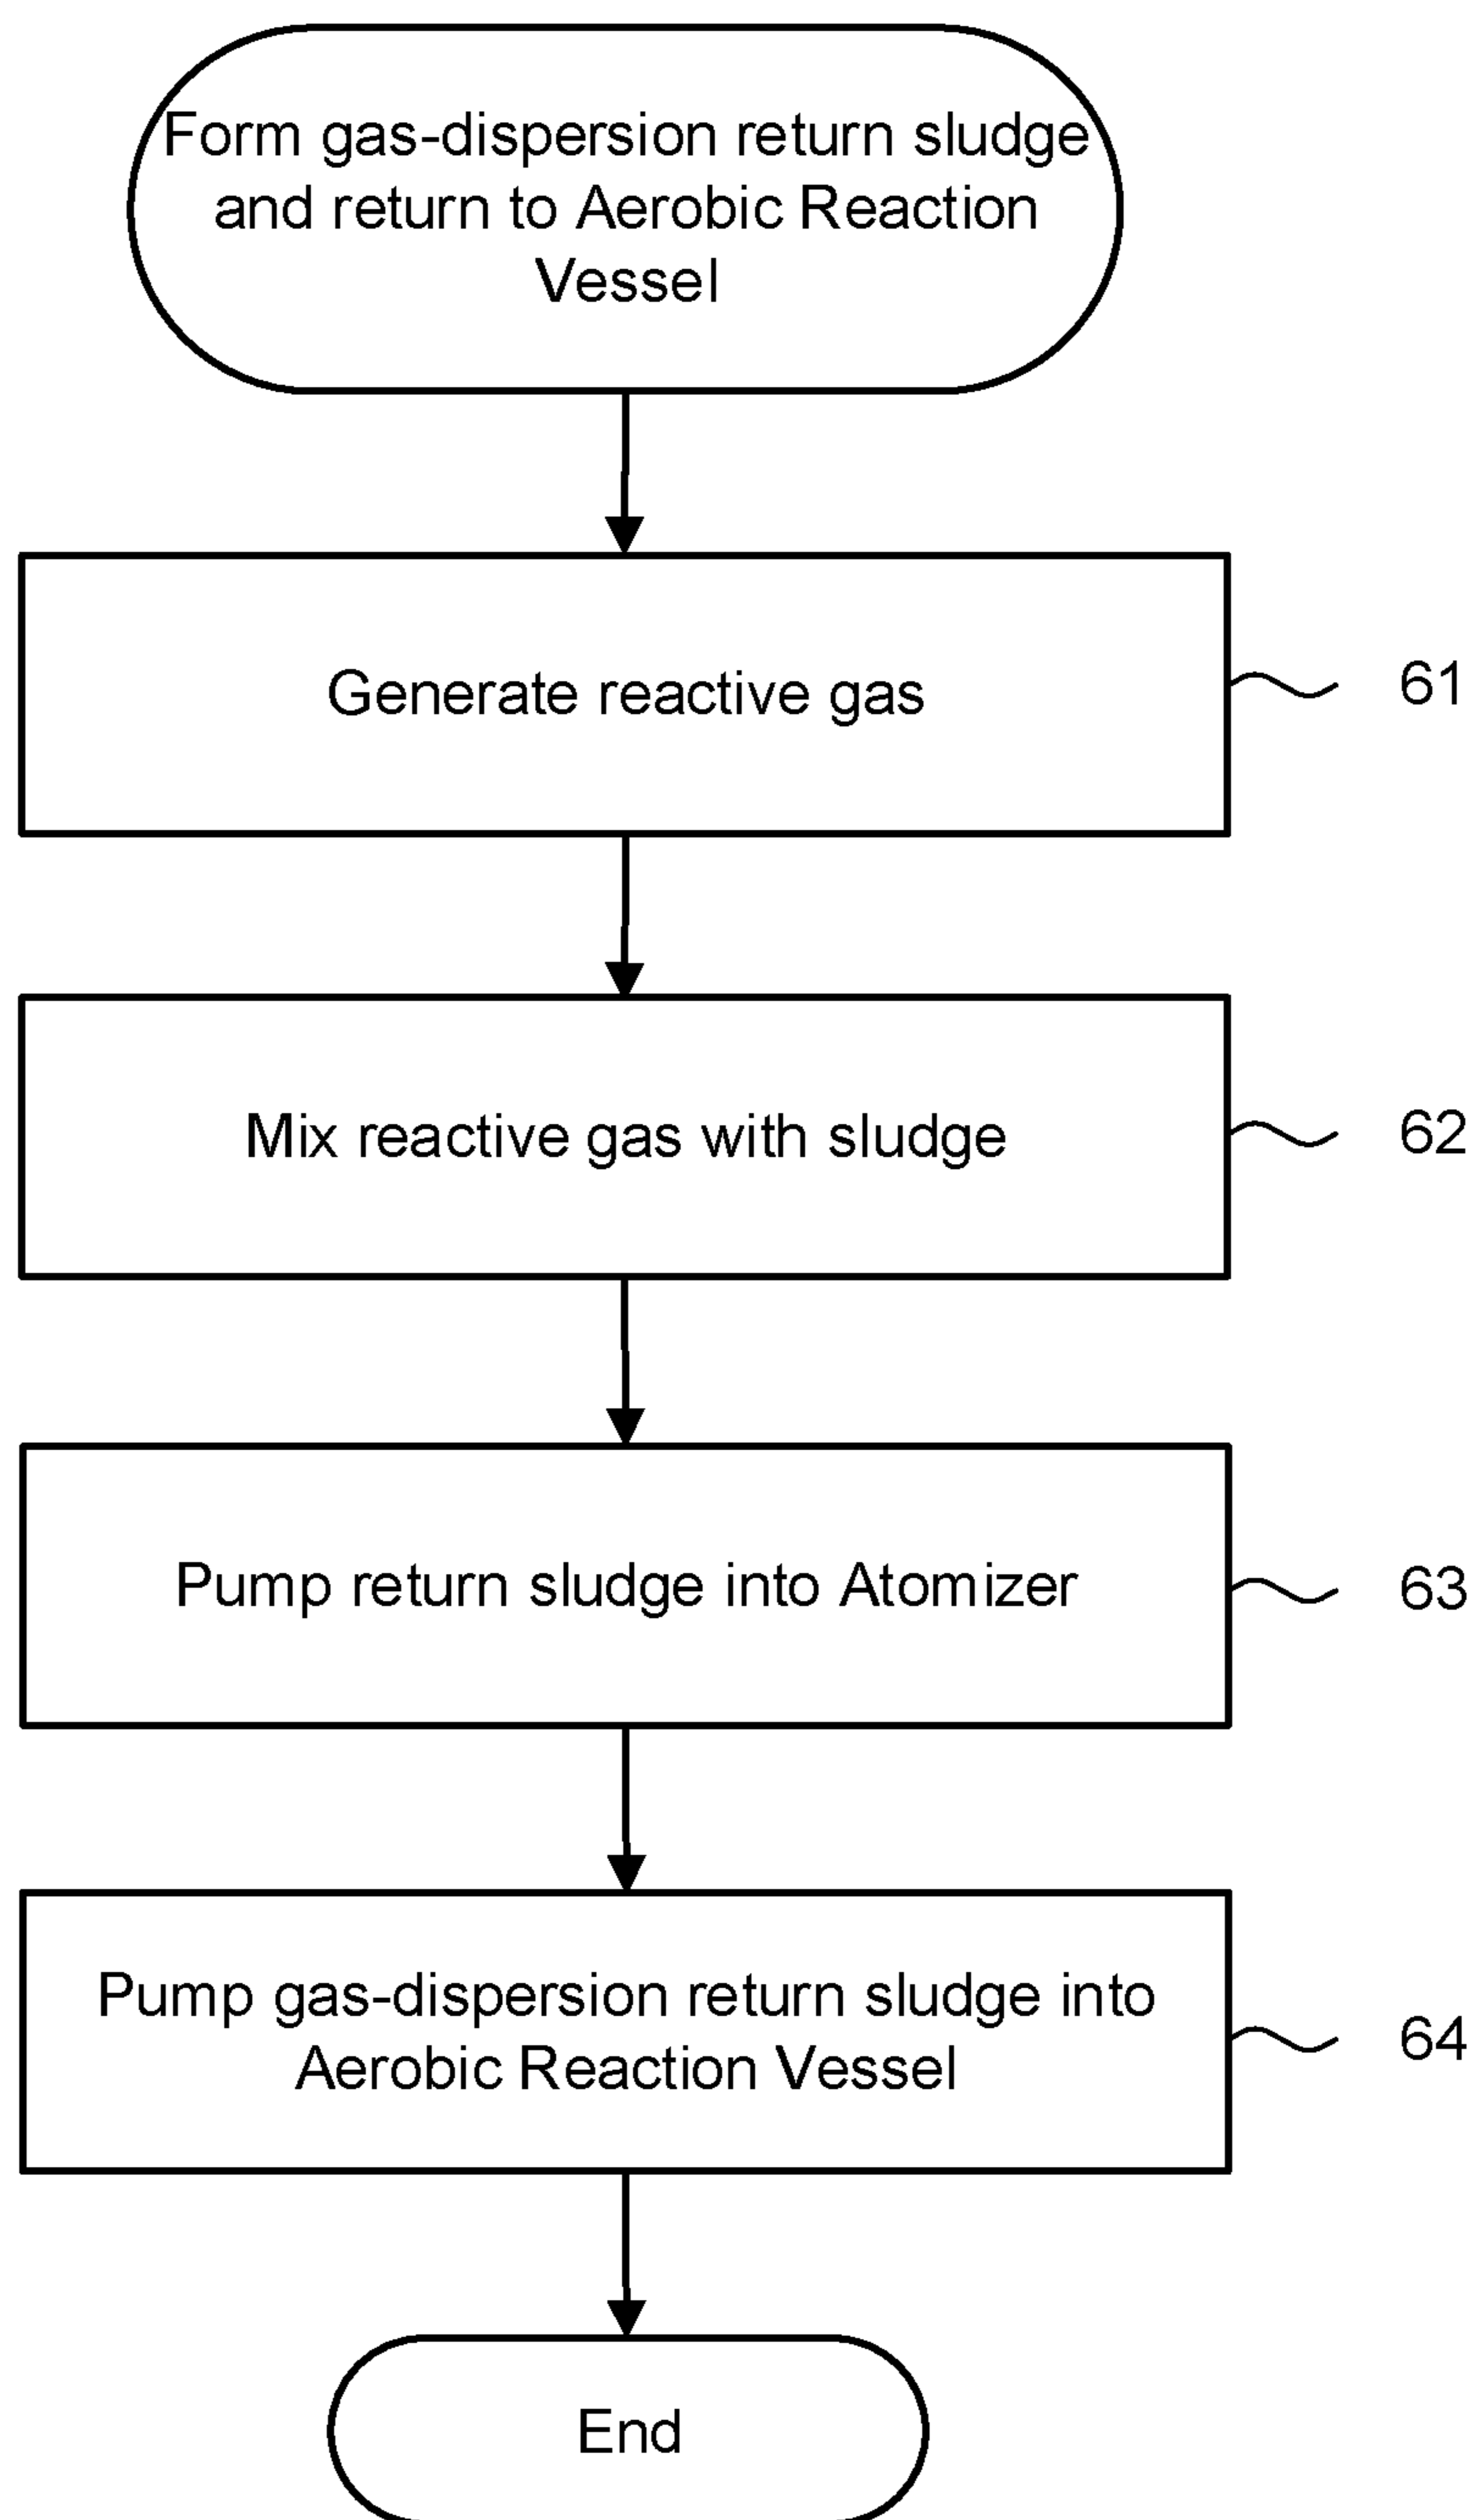 Form gas-dispersion return sludge
and return to Aerobic Reaction
Vessel
Generate reactive gas
61
Mix reactive gas with sludge
62
Pump return sludge into Atomizer
63
Pump gas-dispersion return sludge into
Aerobic Reaction Vessel
64
End